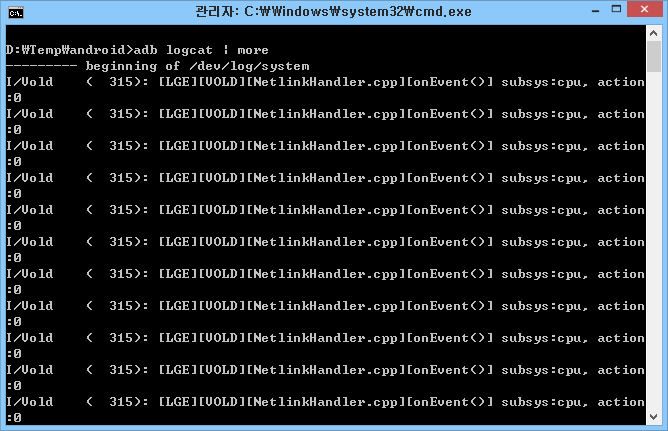 관리자: C:₩Windows₩system32₩cmd.exe
D:₩Temp₩android>adb logcat | more
--------- beginning of /dev/log/system
I/Vold    (  315): [LGE][VOLD][NetlinkHandler.cpp][onEvent()] subsys:cpu, action
:0
I/Vold    (  315): [LGE][VOLD][NetlinkHandler.cpp][onEvent()] subsys:cpu, action
:0
I/Vold    (  315): [LGE][VOLD][NetlinkHandler.cpp][onEvent()] subsys:cpu, action
:0
I/Vold    (  315): [LGE][VOLD][NetlinkHandler.cpp][onEvent()] subsys:cpu, action
:0
I/Vold    (  315): [LGE][VOLD][NetlinkHandler.cpp][onEvent()] subsys:cpu, action
:0
I/Vold    (  315): [LGE][VOLD][NetlinkHandler.cpp][onEvent()] subsys:cpu, action
:0
I/Vold    (  315): [LGE][VOLD][NetlinkHandler.cpp][onEvent()] subsys:cpu, action
:0
I/Vold    (  315): [LGE][VOLD][NetlinkHandler.cpp][onEvent()] subsys:cpu, action
:0
I/Vold    (  315): [LGE][VOLD][NetlinkHandler.cpp][onEvent()] subsys:cpu, action
:0
I/Vold    (  315): [LGE][VOLD][NetlinkHandler.cpp][onEvent()] subsys:cpu, action
:0
I/Vold    (  315): [LGE][VOLD][NetlinkHandler.cpp][onEvent()] subsys:cpu, action
:0